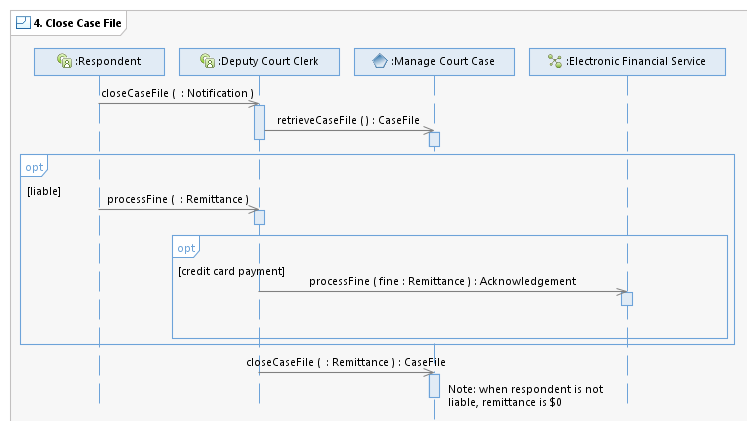 4. Close Case File
:Respondent
:Deputy Court Clerk
:Manage Court Case
:Electronic Financial Service
closeCaseFile ( : Notification )
retrieveCaseFile ( ) : CaseFile
opt
[liable]
processFine ( : Remittance )
opt
[credit card payment]
processFine ( fine : Remittance ) : Acknowledgement
closeCaseFile ( : Remittance ) : CaseFile
Note: when respondent is not
liable, remittance is $0